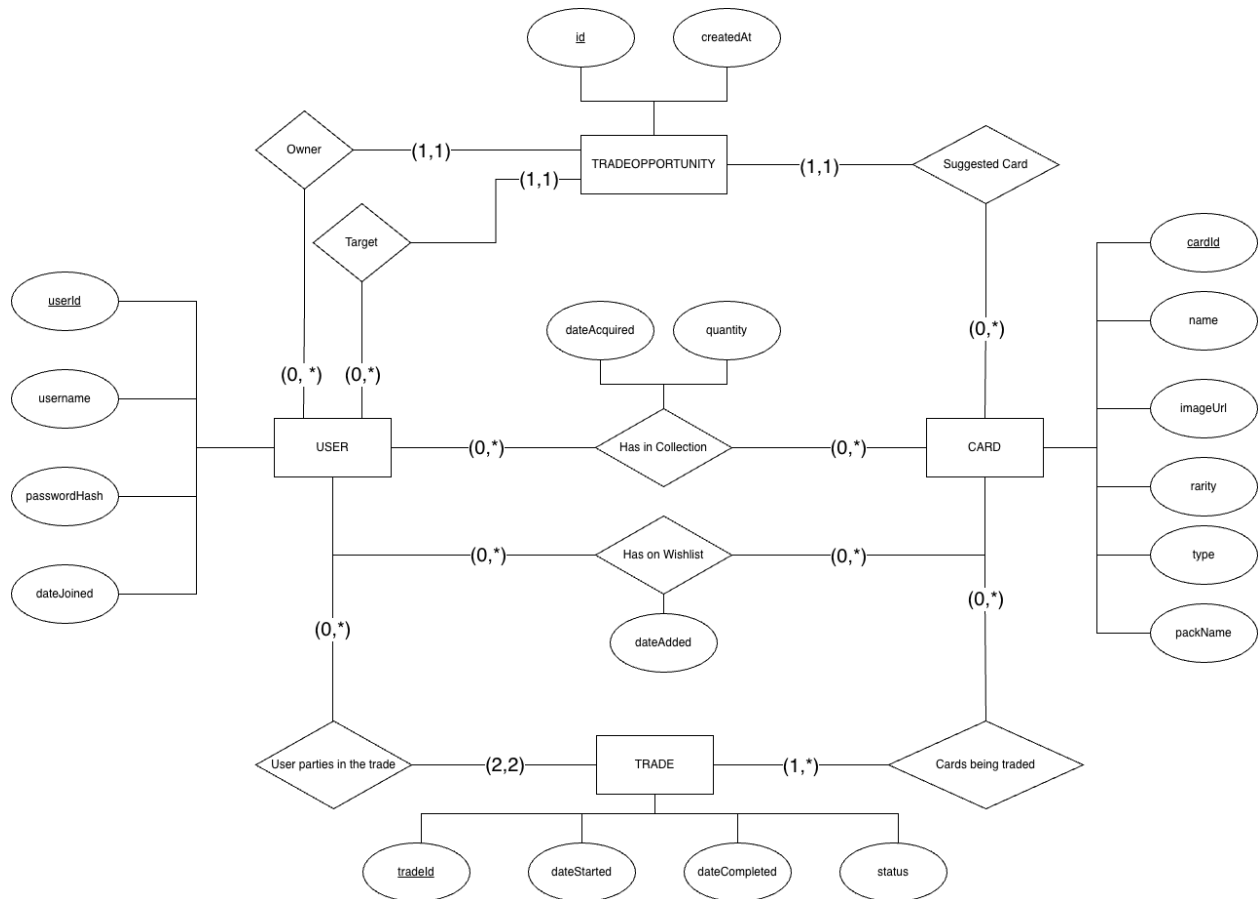 id
createdAt
Owner
(1,1)
TRADEOPPORTUNITY
(1,1)
Suggested Card
(1,1)
Target
cardId
userId
dateAcquired
quantity
(0,*)
name
(0, *)
(0,*)
username
imageUrl
USER
(0,*)
Has in Collection
(0,*)
CARD
passwordHash
rarity
(0,*)
Has on Wishlist
(0,*)
type
dateJoined
(0,*)
(0,*)
dateAdded
packName
User parties in the trade
(2,2)
TRADE
(1,*)
Cards being traded
tradeId
dateStarted
dateCompleted
status